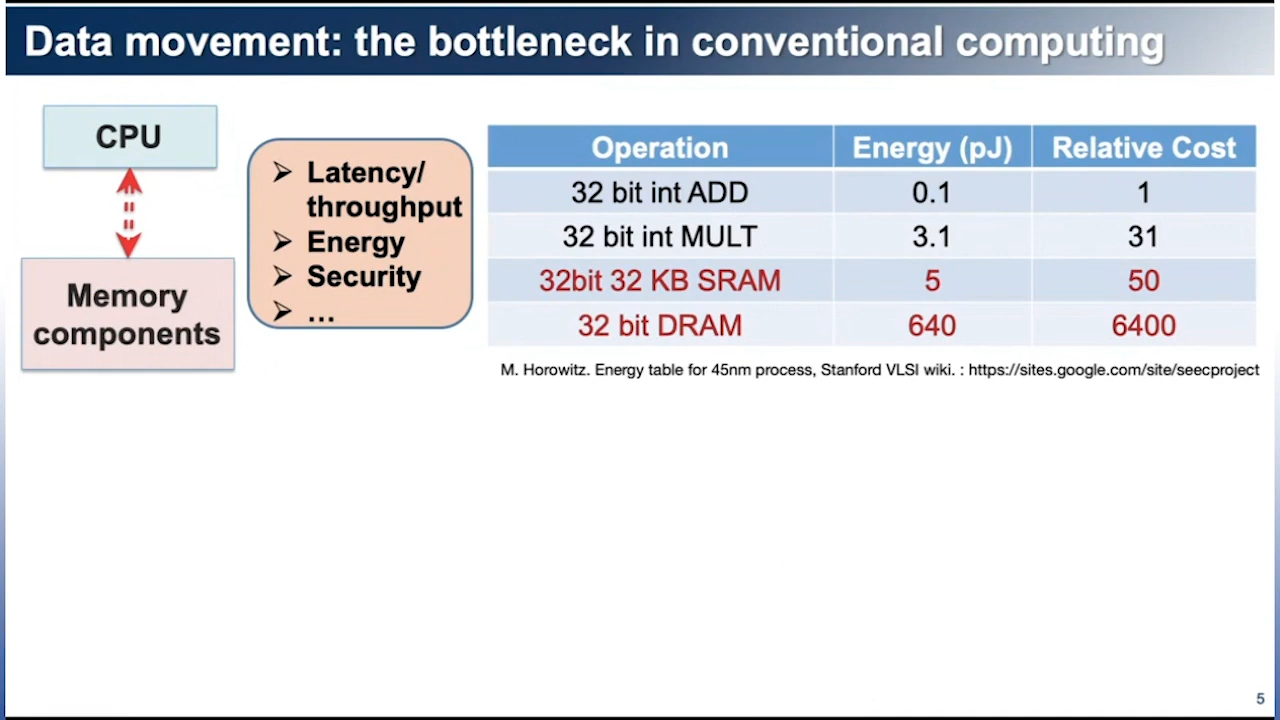 Data movement: the bottleneck in conventional computing
CPU
Memory
components
➢ Latency/
throughput
➢ Energy
➢ Security
➢ ...
Operation Energy (pJ) Relative Cost
32 bit int ADD 0.1 1
32 bit int MULT 3.1 31
32bit 32 KB SRAM 5 50
32 bit DRAM 640 6400
M. Horowitz. Energy table for 45nm process, Stanford VLSI wiki. : https://sites.google.com/site/seecproject
5